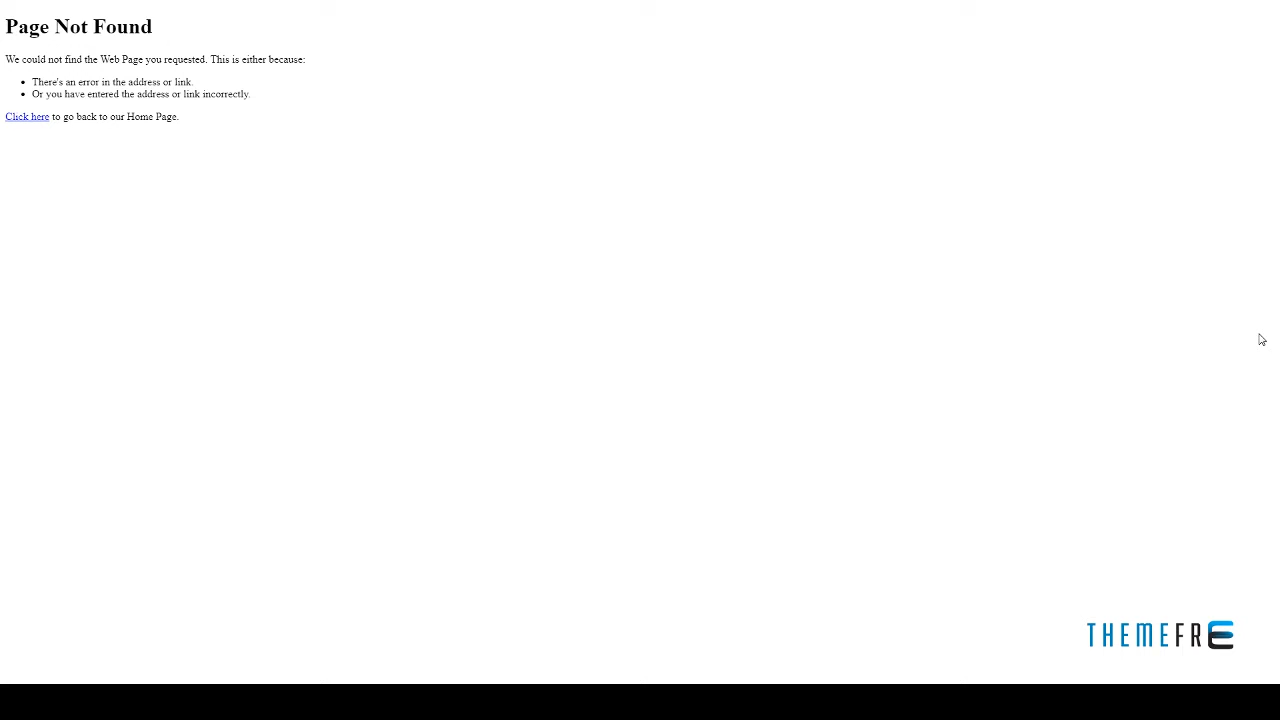 Page Not Found
We could not find the Web Page you requested. This is either because:
There's an error in the address or link.
Or you have entered the address or link incorrectly.
Click here to go back to our Home Page.
THEMEFRE